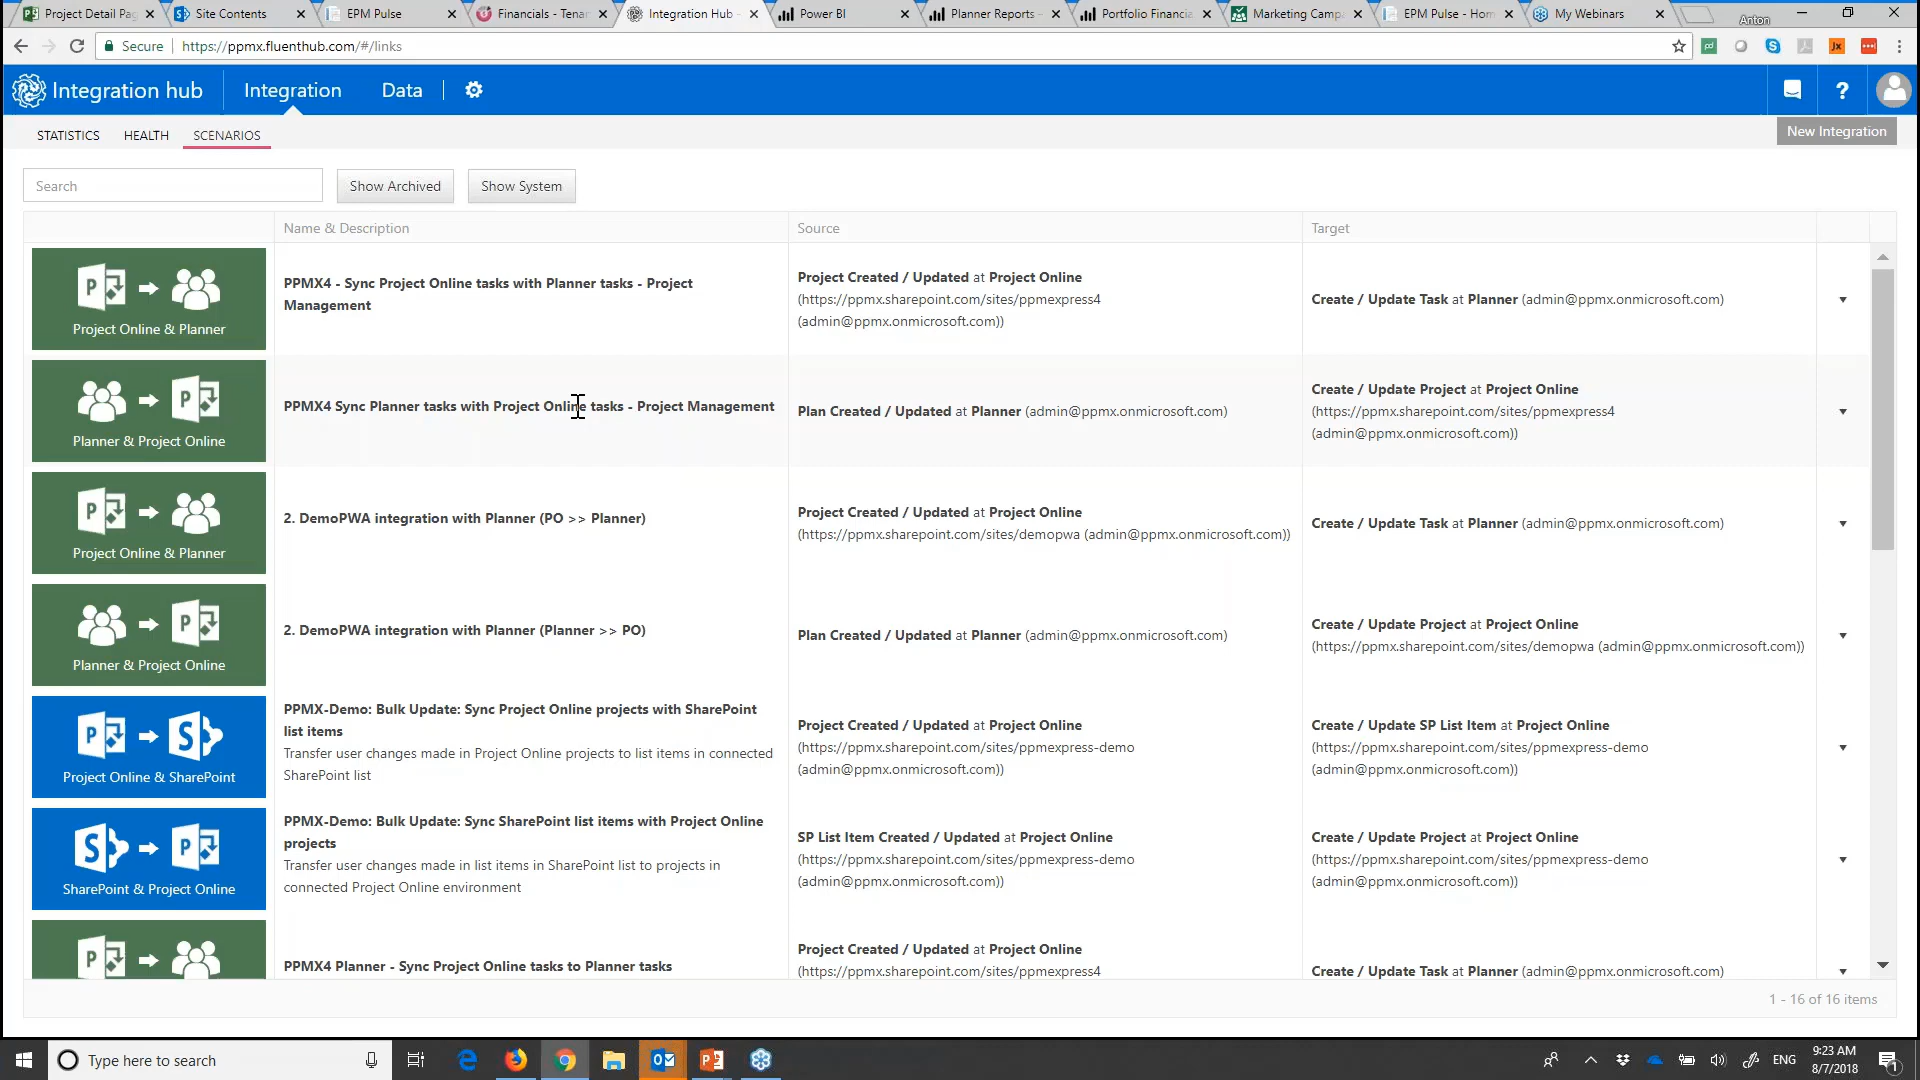 Project Detail Pag
Site Contents
EPM Pulse
Financials - Tenan
Integration Hub -
Power BI
Planner Reports -
Portfolio Financia
Marketing Camp
EPM Pulse - Hom
My Webinars
Anton
Secure
https://ppmx.fluenthub.com/#/links
Integration hub
Integration
Data
?
STATISTICS
HEALTH
SCENARIOS
New Integration
Search
Show Archived
Show System
Name & Description
Source
Target
Project Online & Planner
PPMX4 - Sync Project Online tasks with Planner tasks - Project
Management
Project Created / Updated at Project Online
(https://ppmx.sharepoint.com/sites/ppmexpress4
(admin@ppmx.onmicrosoft.com))
Create / Update Task at Planner (admin@ppmx.onmicrosoft.com)
Planner & Project Online
PPMX4 Sync Planner tasks with Project Online tasks - Project Management
Plan Created / Updated at Planner (admin@ppmx.onmicrosoft.com)
Create / Update Project at Project Online
(https://ppmx.sharepoint.com/sites/ppmexpress4
(admin@ppmx.onmicrosoft.com))
Project Online & Planner
2. DemoPWA integration with Planner (PO >> Planner)
Project Created / Updated at Project Online
(https://ppmx.sharepoint.com/sites/demopwa (admin@ppmx.onmicrosoft.com))
Create / Update Task at Planner (admin@ppmx.onmicrosoft.com)
Planner & Project Online
2. DemoPWA integration with Planner (Planner >> PO)
Plan Created / Updated at Planner (admin@ppmx.onmicrosoft.com)
Create / Update Project at Project Online
(https://ppmx.sharepoint.com/sites/demopwa (admin@ppmx.onmicrosoft.com))
Project Online & SharePoint
PPMX-Demo: Bulk Update: Sync Project Online projects with SharePoint
list items
Transfer user changes made in Project Online projects to list items in connected
SharePoint list
Project Created / Updated at Project Online
(https://ppmx.sharepoint.com/sites/ppmexpress-demo
(admin@ppmx.onmicrosoft.com))
Create / Update SP List Item at Project Online
(https://ppmx.sharepoint.com/sites/ppmexpress-demo
(admin@ppmx.onmicrosoft.com))
SharePoint & Project Online
PPMX-Demo: Bulk Update: Sync SharePoint list items with Project Online
projects
Transfer user changes made in list items in SharePoint list to projects in
connected Project Online environment
SP List Item Created / Updated at Project Online
(https://ppmx.sharepoint.com/sites/ppmexpress-demo
(admin@ppmx.onmicrosoft.com))
Create / Update Project at Project Online
(https://ppmx.sharepoint.com/sites/ppmexpress-demo
(admin@ppmx.onmicrosoft.com))
PPMX4 Planner - Sync Project Online tasks to Planner tasks
Project Created / Updated at Project Online
(https://ppmx.sharepoint.com/sites/ppmexpress4
Create / Update Task at Planner (admin@ppmx.onmicrosoft.com)
1 - 16 of 16 items
Type here to search
ENG
9:23 AM
8/7/2018
1